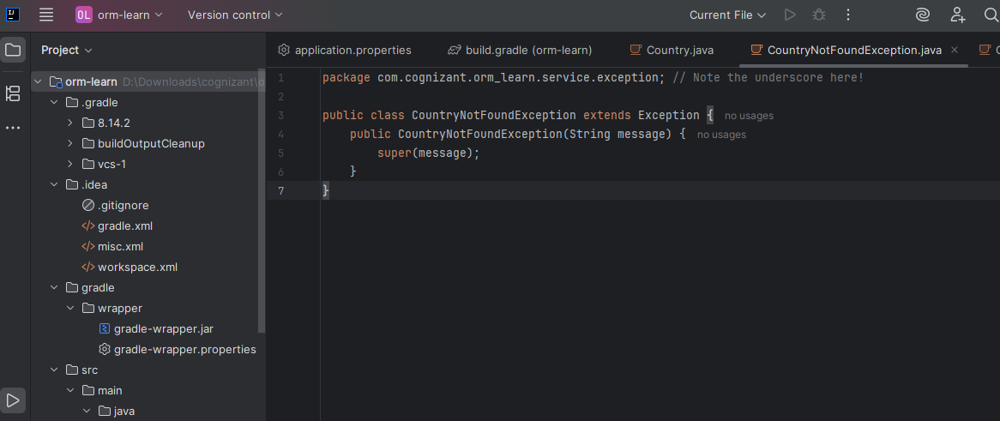 IJ
OL orm-learn Version control Current File
Project
application.properties build.gradle (orm-learn) Country.java CountryNotFoundException.java
orm-learn D:\Downloads\cognizant\o
.gradle
8.14.2
buildOutputCleanup
vcs-1
.idea
.gitignore
gradle.xml
misc.xml
workspace.xml
gradle
wrapper
gradle-wrapper.jar
gradle-wrapper.properties
src
main
java
1 package com.cognizant.orm_learn.service.exception; // Note the underscore here!
2
3 public class CountryNotFoundException extends Exception { no usages
4 public CountryNotFoundException(String message) { no usages
5 super(message);
6 }
7 }